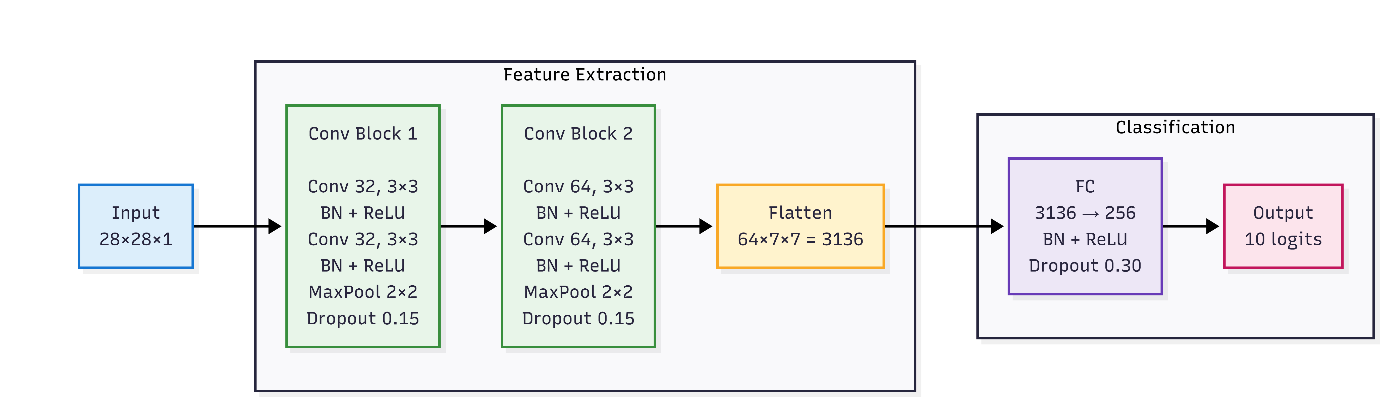 Feature Extraction
Conv Block 1
Conv 32, 3×3
BN + ReLU
Conv 32, 3×3
BN + ReLU
MaxPool 2×2
Dropout 0.15
Conv Block 2
Conv 64, 3×3
BN + ReLU
Conv 64, 3×3
BN + ReLU
MaxPool 2×2
Dropout 0.15
Flatten
64×7×7 = 3136
Classification
FC
3136 → 256
BN + ReLU
Dropout 0.30
Output
10 logits
Input
28×28×1